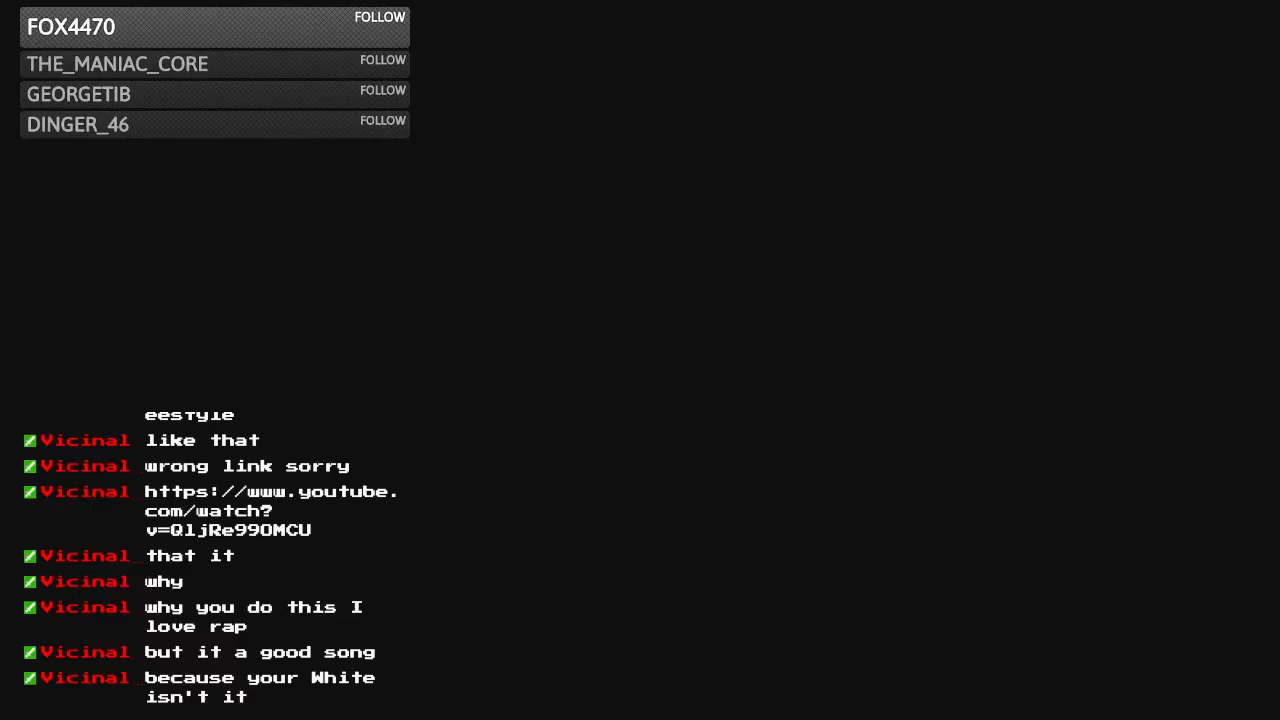 FOX4470 FOLLOW
THE_MANIAC_CORE FOLLOW
GEORGETIB FOLLOW
DINGER_46 FOLLOW
eestyle
Vicinal like that
Vicinal wrong link sorry
Vicinal https://www.youtube.
com/watch?
v=QljRe99OMCU
Vicinal that it
Vicinal why
Vicinal why you do this I
love rap
Vicinal but it a good song
Vicinal because your White
isn't it